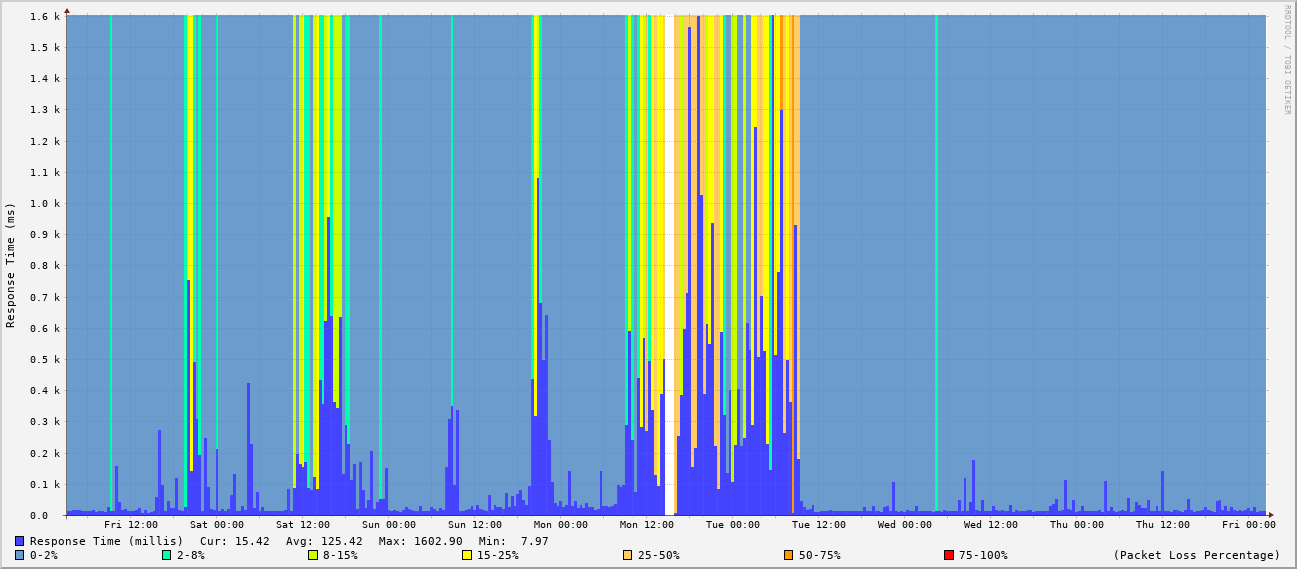 1.6 k
1.5 k
1.4 k
1.3 k
1.2 k
1.1 k
1.0 k
0.9 k
0.8 k
0.7 k
0.6 k
0.5 k
0.4 k
0.3 k
0.2 k
0.1 k
0.0
Response Time (ms)
RRDTOOL / TOBI OETIKER
Fri 12:00 Sat 00:00 Sat 12:00 Sun 00:00 Sun 12:00 Mon 00:00 Mon 12:00 Tue 00:00 Tue 12:00 Wed 00:00 Wed 12:00 Thu 00:00 Thu 12:00 Fri 00:00
Response Time (millis) Cur: 15.42 Avg: 125.42 Max: 1602.90 Min: 7.97
0-2% 2-8% 8-15% 15-25% 25-50% 50-75% 75-100% (Packet Loss Percentage)